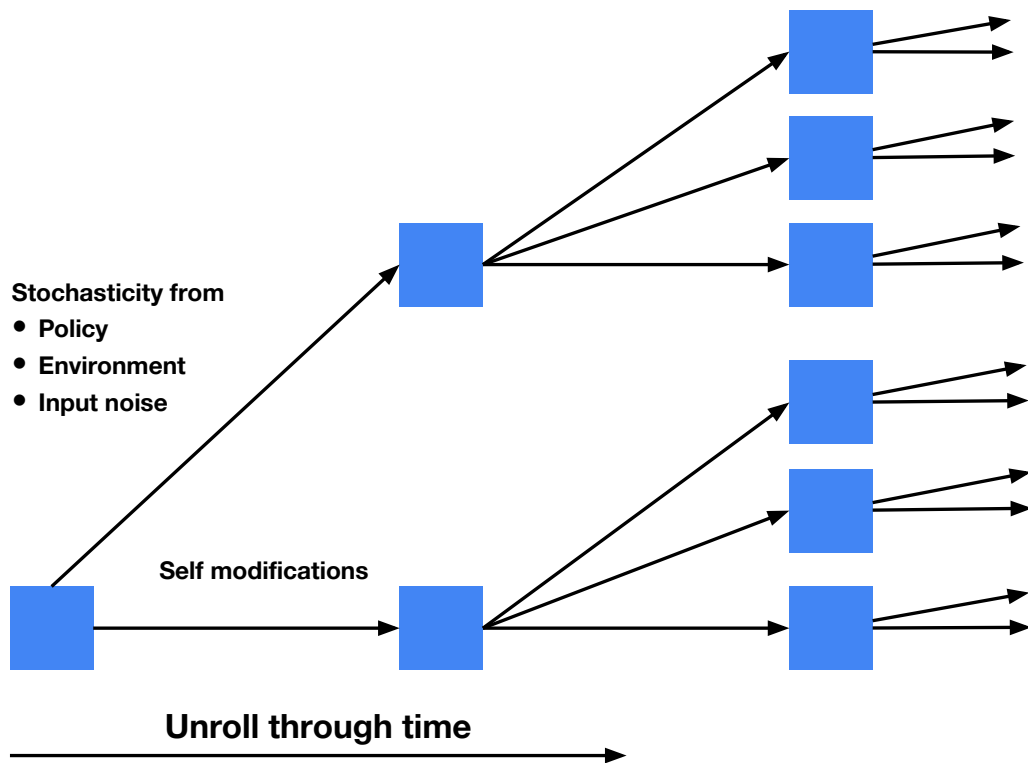 Stochasticity from
• Policy
• Environment
• Input noise
Self modifications
Unroll through time